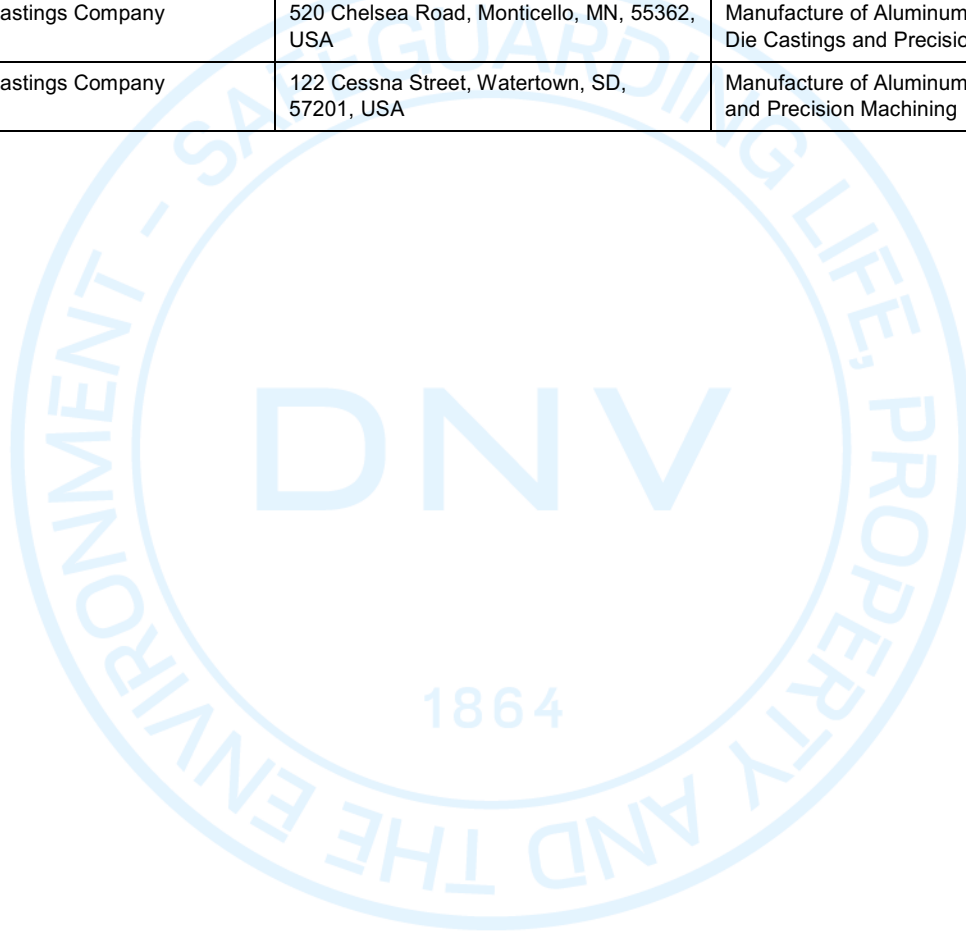 astings Company 520 Chelsea Road, Monticello, MN, 55362, Manufacture of Aluminum
USA Die Castings and Precisio
astings Company 122 Cessna Street, Watertown, SD, Manufacture of Aluminum
57201, USA and Precision Machining
SAFEGUARDING LIFE, PROPERTY AND THE ENVIRONMENT -
DNV
1864